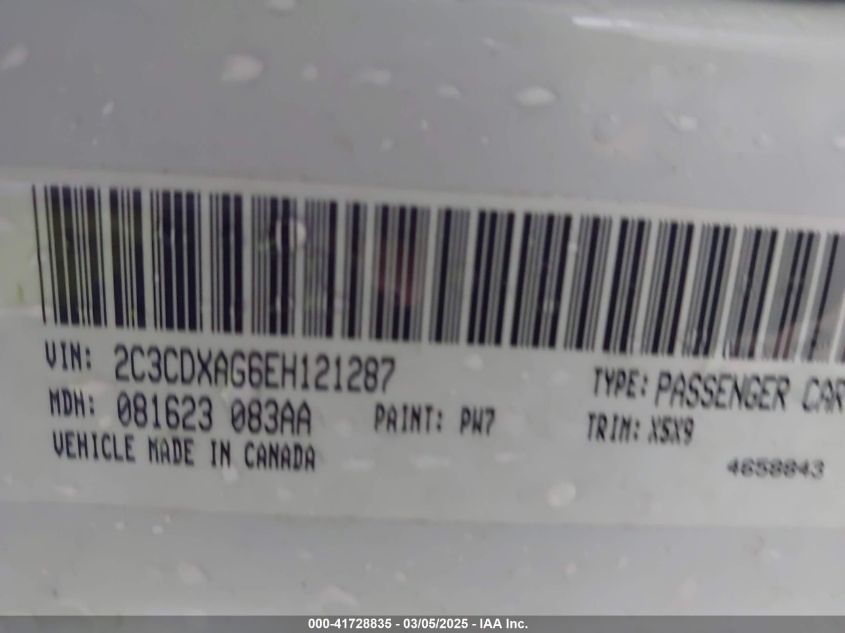 VIN: 2C3CDXAG6EH121287
TYPE: PASSENGER CAR
MDH: 081623 083AA PAINT: PW7 TRIM: X5X9
VEHICLE MADE IN CANADA
4658843
000-41728835 - 03/05/2025 - IAA Inc.